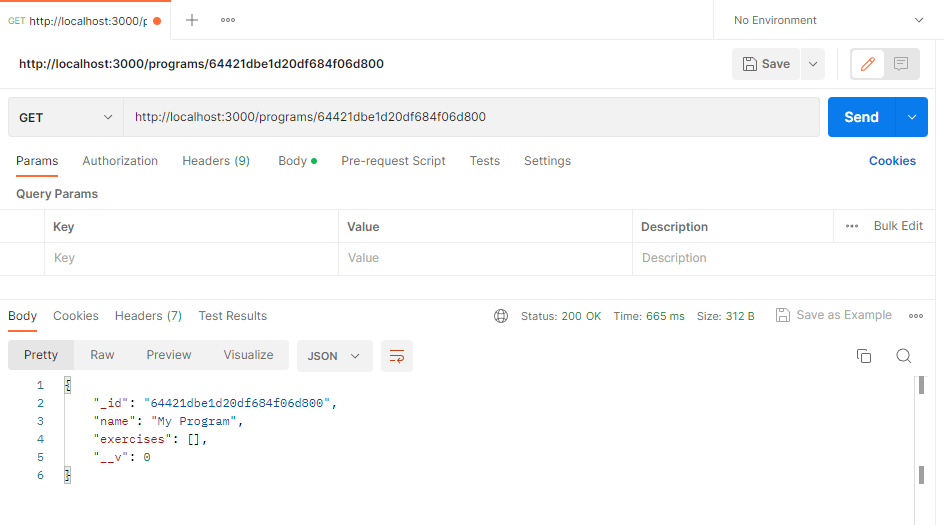 GET http://localhost:3000/p
No Environment
http://localhost:3000/programs/64421dbe1d20df684f06d800
Save
GET http://localhost:3000/programs/64421dbe1d20df684f06d800 Send
Params Authorization Headers (9) Body Pre-request Script Tests Settings Cookies
Query Params
Key Value Description Bulk Edit
Key Value Description
Body Cookies Headers (7) Test Results Status: 200 OK Time: 665 ms Size: 312 B Save as Example
Pretty Raw Preview Visualize JSON
1 {
2 "_id": "64421dbe1d20df684f06d800",
3 "name": "My Program",
4 "exercises": [],
5 "__v": 0
6 }